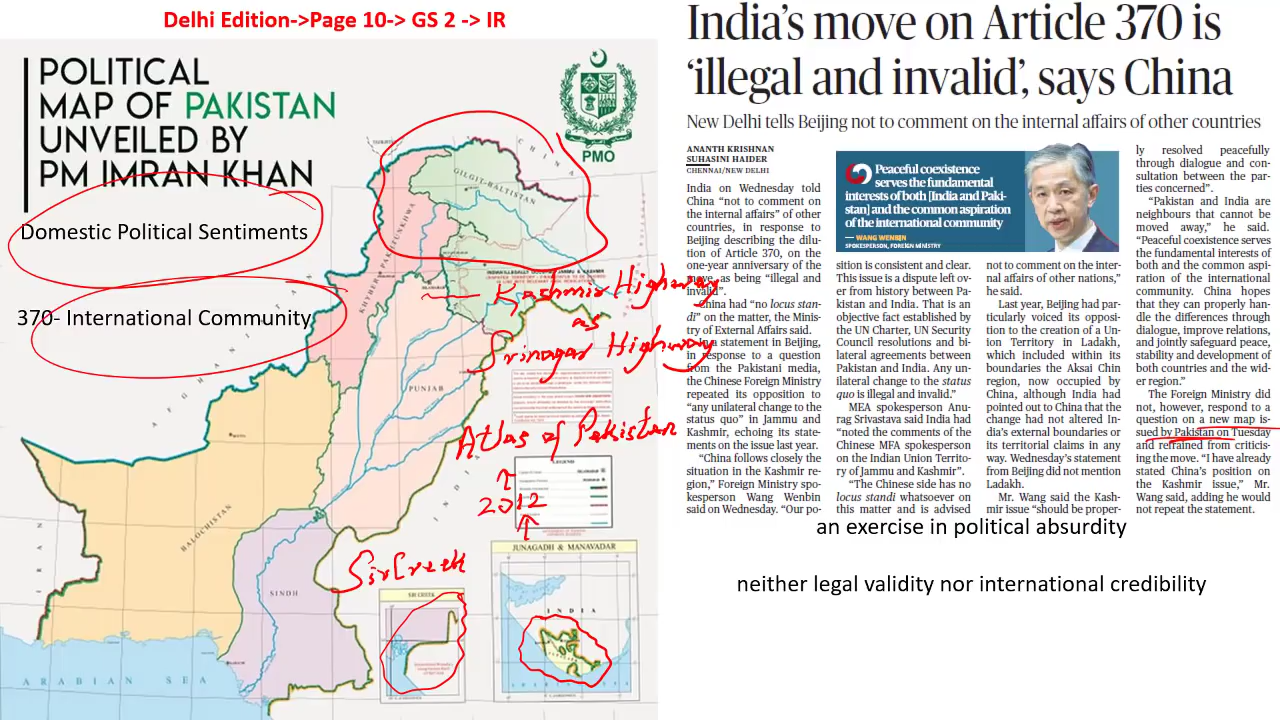 Delhi Edition->Page 10-> GS 2 -> IR
POLITICAL
MAP OF PAKISTAN
UNVEILED BY
PM IMRAN KHAN
PMO
Domestic Political Sentiments
370- International Community
CHINA
GILGIT-BALTISTAN
KHYBER PAKHTUNKHWA
AFGHANISTAN
PUNJAB
BALOCHISTAN
IRAN
SINDH
ARABIAN SEA
Kashmir Highway
as
Srinagar Highway
Atlas of Pakistan
2012
Sir Creek
LEGEND
SIR CREEK
JUNAGADH & MANAVADAR
INDIA
India's move on Article 370 is
'illegal and invalid', says China
New Delhi tells Beijing not to comment on the internal affairs of other countries
ANANTH KRISHNAN
SUHASINI HAIDER
CHENNAI/NEW DELHI
India on Wednesday told
China "not to comment on
the internal affairs" of other
countries, in response to
Beijing describing the dilu-
tion of Article 370, on the
one-year anniversary of the
move, as being "illegal and
invalid".
China had "no locus stan-
di" on the matter, the Minis-
try of External Affairs said.
In a statement in Beijing,
in response to a question
from the Pakistani media,
the Chinese Foreign Ministry
repeated its opposition to
"any unilateral change to the
status quo" in Jammu and
Kashmir, echoing its state-
ments on the issue last year.
"China follows closely the
situation in the Kashmir re-
gion," Foreign Ministry spo-
kesperson Wang Wenbin
said on Wednesday. "Our po-
Peaceful coexistence
serves the fundamental
interests of both [India and Paki-
stan] and the common aspiration
of the international community
— WANG WENBIN
SPOKESPERSON, FOREIGN MINISTRY
sition is consistent and clear.
This issue is a dispute left ov-
er from history between Pa-
kistan and India. That is an
objective fact established by
the UN Charter, UN Security
Council resolutions and bi-
lateral agreements between
Pakistan and India. Any un-
ilateral change to the status
quo is illegal and invalid."
MEA spokesperson Anu-
rag Srivastava said India had
"noted the comments of the
Chinese MFA spokesperson
on the Indian Union Territo-
ry of Jammu and Kashmir".
"The Chinese side has no
locus standi whatsoever on
this matter and is advised
not to comment on the inter-
nal affairs of other nations,"
he said.
Last year, Beijing had par-
ticularly voiced its opposi-
tion to the creation of a Un-
ion Territory in Ladakh,
which included within its
boundaries the Aksai Chin
region, now occupied by
China, although India had
pointed out to China that the
change had not altered In-
dia's external boundaries or
its territorial claims in any
way. Wednesday's statement
from Beijing did not mention
Ladakh.
Mr. Wang said the Kash-
mir issue "should be proper-
ly resolved peacefully
through dialogue and con-
sultation between the par-
ties concerned".
"Pakistan and India are
neighbours that cannot be
moved away," he said.
"Peaceful coexistence serves
the fundamental interests of
both and the common aspi-
ration of the international
community. China hopes
that they can properly han-
dle the differences through
dialogue, improve relations,
and jointly safeguard peace,
stability and development of
both countries and the wid-
er region."
The Foreign Ministry did
not, however, respond to a
question on a new map is-
sued by Pakistan on Tuesday
and refrained from criticis-
ing the move. "I have already
stated China's position on
the Kashmir issue," Mr.
Wang said, adding he would
not repeat the statement.
an exercise in political absurdity
neither legal validity nor international credibility